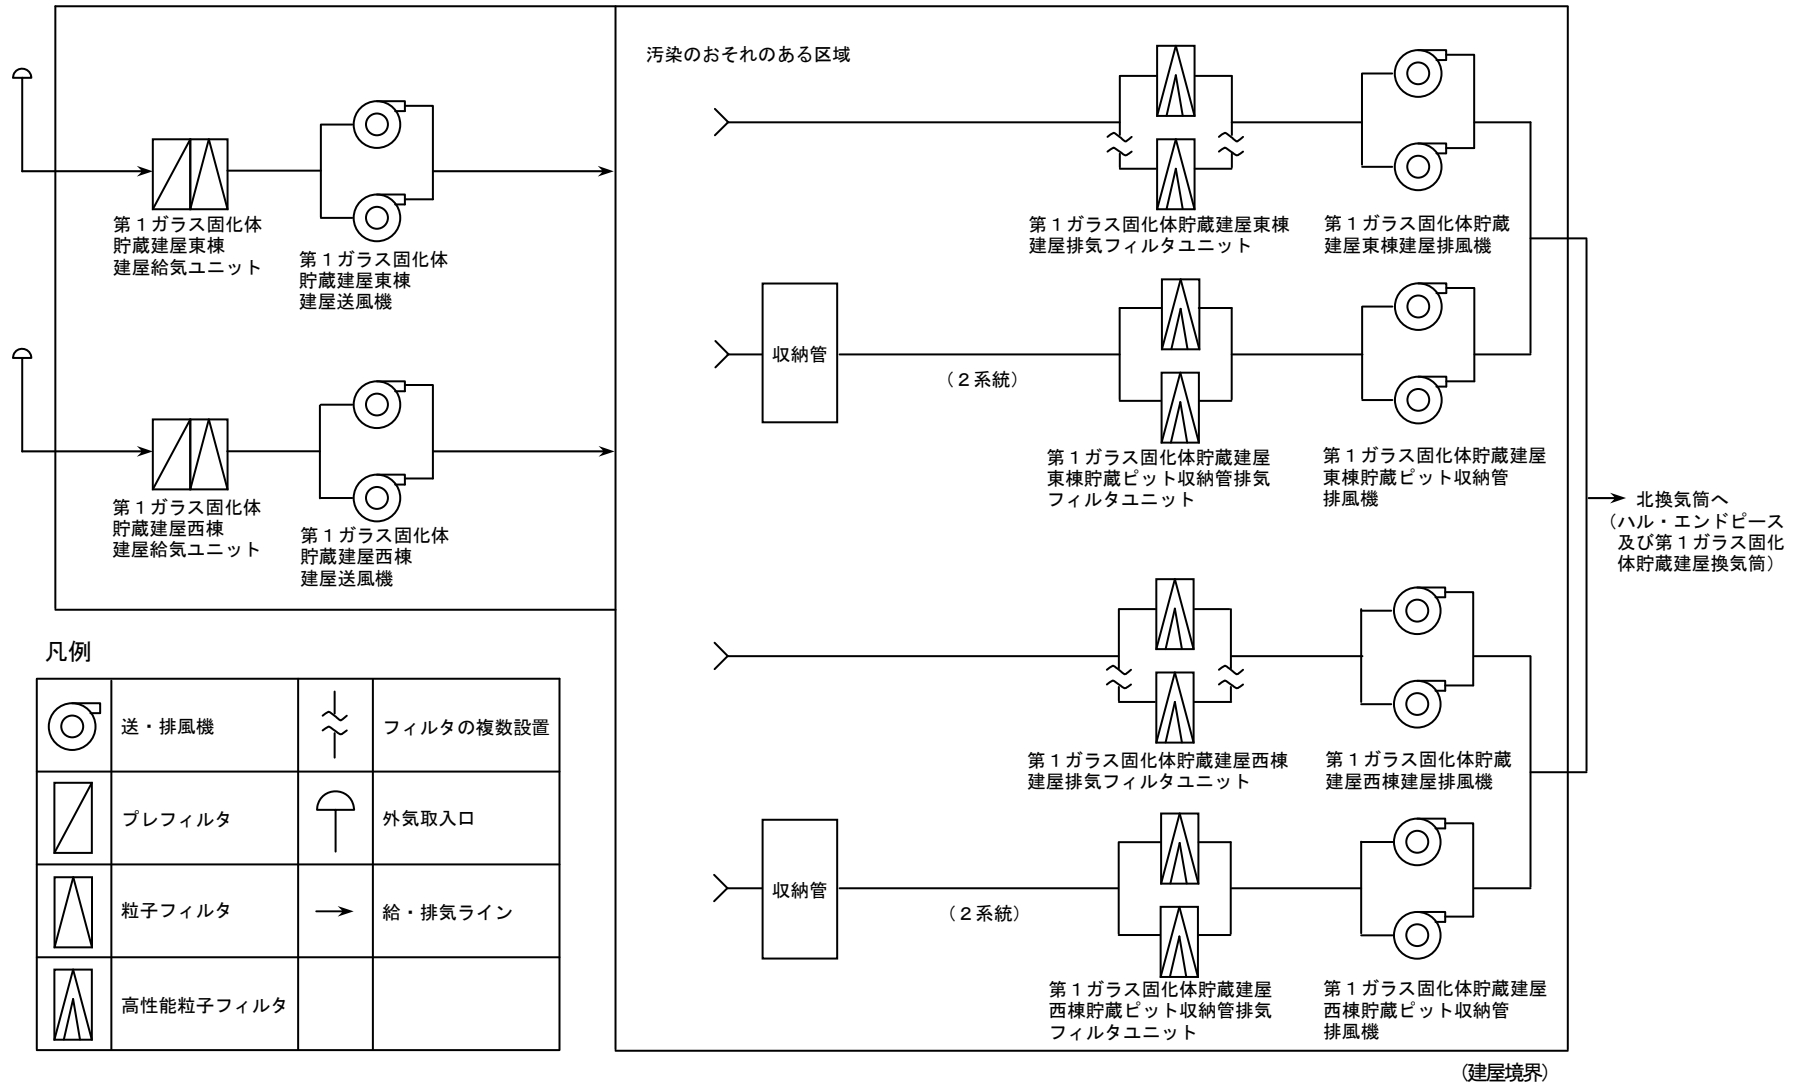 汚染のおそれのある区域
第１ガラス固化体
貯蔵建屋東棟
建屋給気ユニット
第１ガラス固化体
貯蔵建屋東棟
建屋送風機
第１ガラス固化体
貯蔵建屋西棟
建屋給気ユニット
第１ガラス固化体
貯蔵建屋西棟
建屋送風機
第１ガラス固化体貯蔵建屋東棟
建屋排気フィルタユニット
第１ガラス固化体貯蔵
建屋東棟建屋排風機
収納管
（２系統）
第１ガラス固化体貯蔵建屋
東棟貯蔵ピット収納管排気
フィルタユニット
第１ガラス固化体貯蔵建屋
東棟貯蔵ピット収納管
排風機
北換気筒へ
（ハル・エンドピース
及び第１ガラス固化
体貯蔵建屋換気筒）
第１ガラス固化体貯蔵建屋西棟
建屋排気フィルタユニット
第１ガラス固化体貯蔵
建屋西棟建屋排風機
収納管
（２系統）
第１ガラス固化体貯蔵建屋
西棟貯蔵ピット収納管排気
フィルタユニット
第１ガラス固化体貯蔵建屋
西棟貯蔵ピット収納管
排風機
凡例
送・排風機
フィルタの複数設置
プレフィルタ
外気取入口
粒子フィルタ
給・排気ライン
高性能粒子フィルタ
（建屋境界）